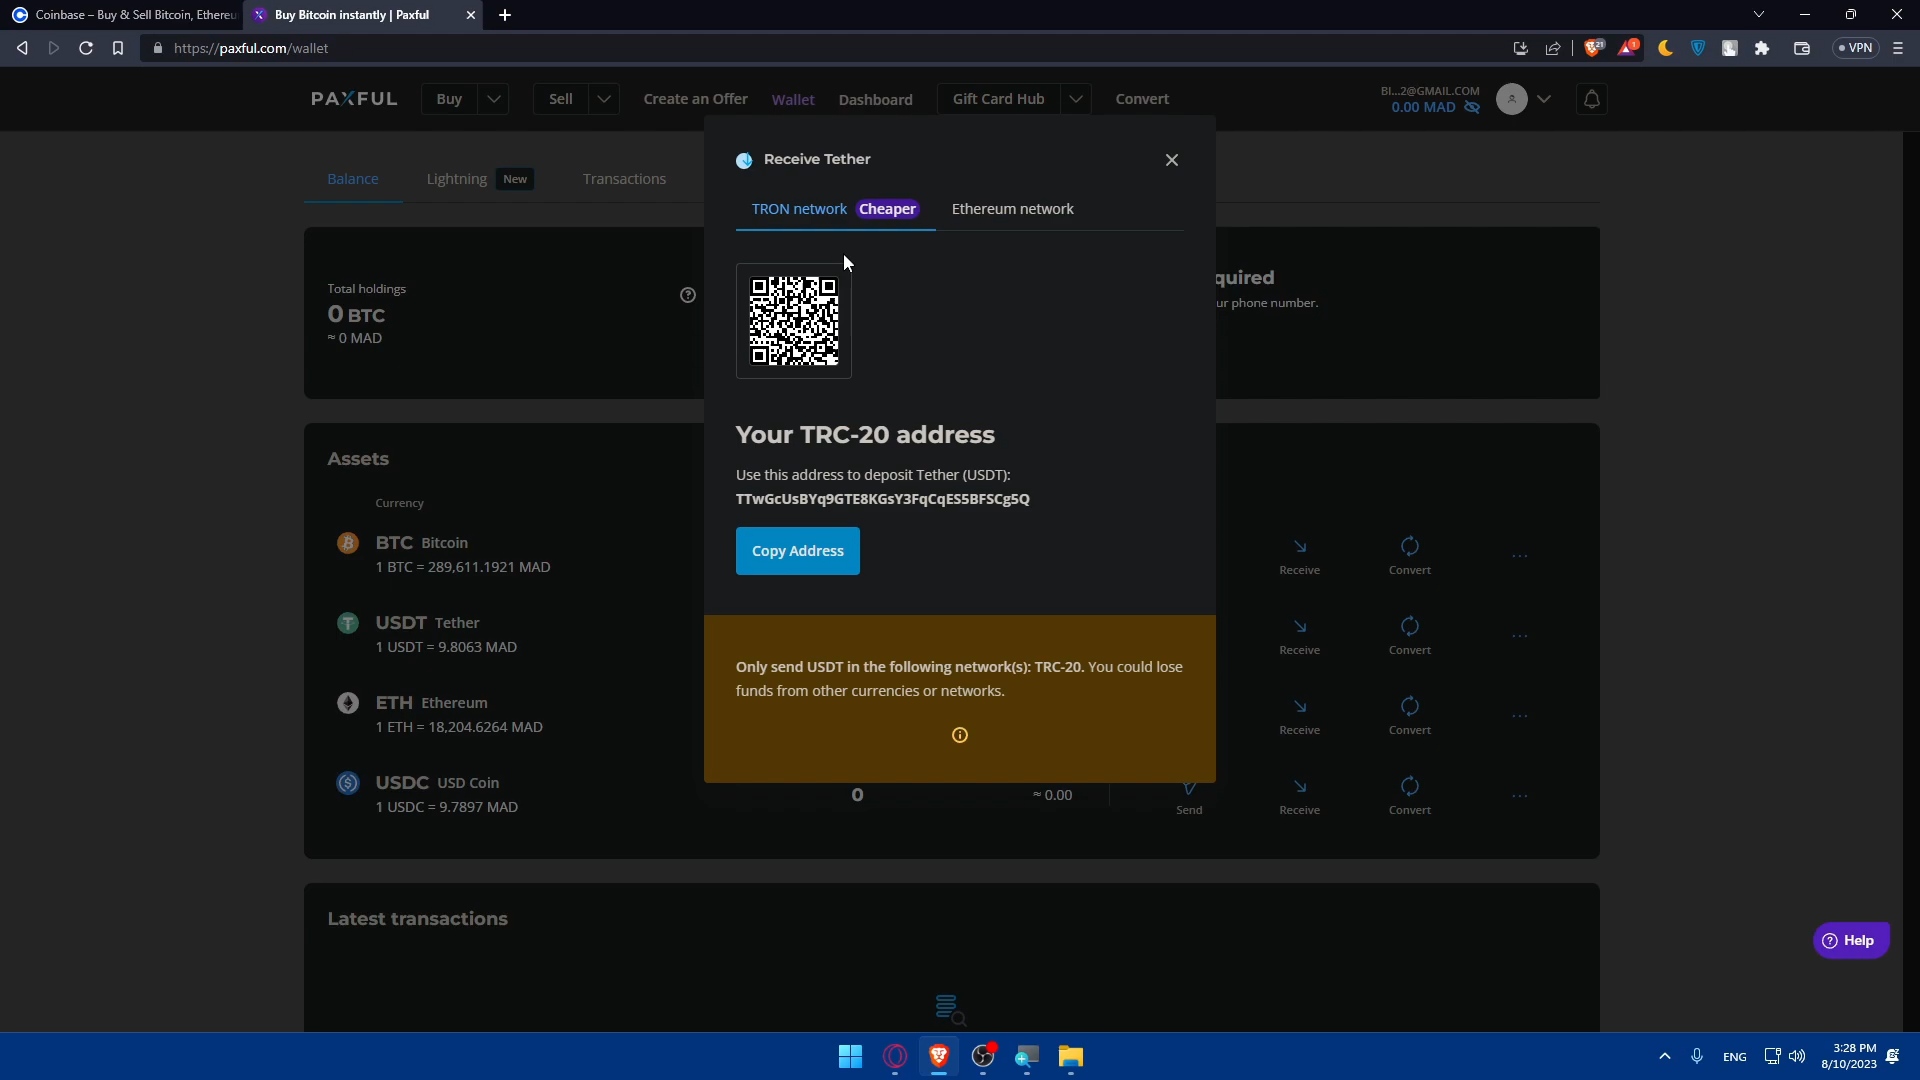 Coinbase – Buy & Sell Bitcoin, Ethereu
Buy Bitcoin instantly | Paxful
https://paxful.com/wallet
21
1
VPN
PAXFUL
Buy
Sell
Create an Offer
Wallet
Dashboard
Gift Card Hub
Convert
BI...2@GMAIL.COM
0.00 MAD
Balance
Lightning New
Transactions
Receive Tether
TRON network Cheaper
Ethereum network
Total holdings
0 BTC
≈ 0 MAD
quired
ur phone number.
Your TRC-20 address
Use this address to deposit Tether (USDT):
TTwGcUsBYq9GTE8KGsY3FqCqES5BFSCg5Q
Copy Address
Only send USDT in the following network(s): TRC-20. You could lose
funds from other currencies or networks.
Assets
Currency
BTC Bitcoin
1 BTC = 289,611.1921 MAD
Receive
Convert
USDT Tether
1 USDT = 9.8063 MAD
Receive
Convert
ETH Ethereum
1 ETH = 18,204.6264 MAD
Receive
Convert
USDC USD Coin
1 USDC = 9.7897 MAD
0
≈ 0.00
Send
Receive
Convert
Latest transactions
Help
ENG
3:28 PM
8/10/2023